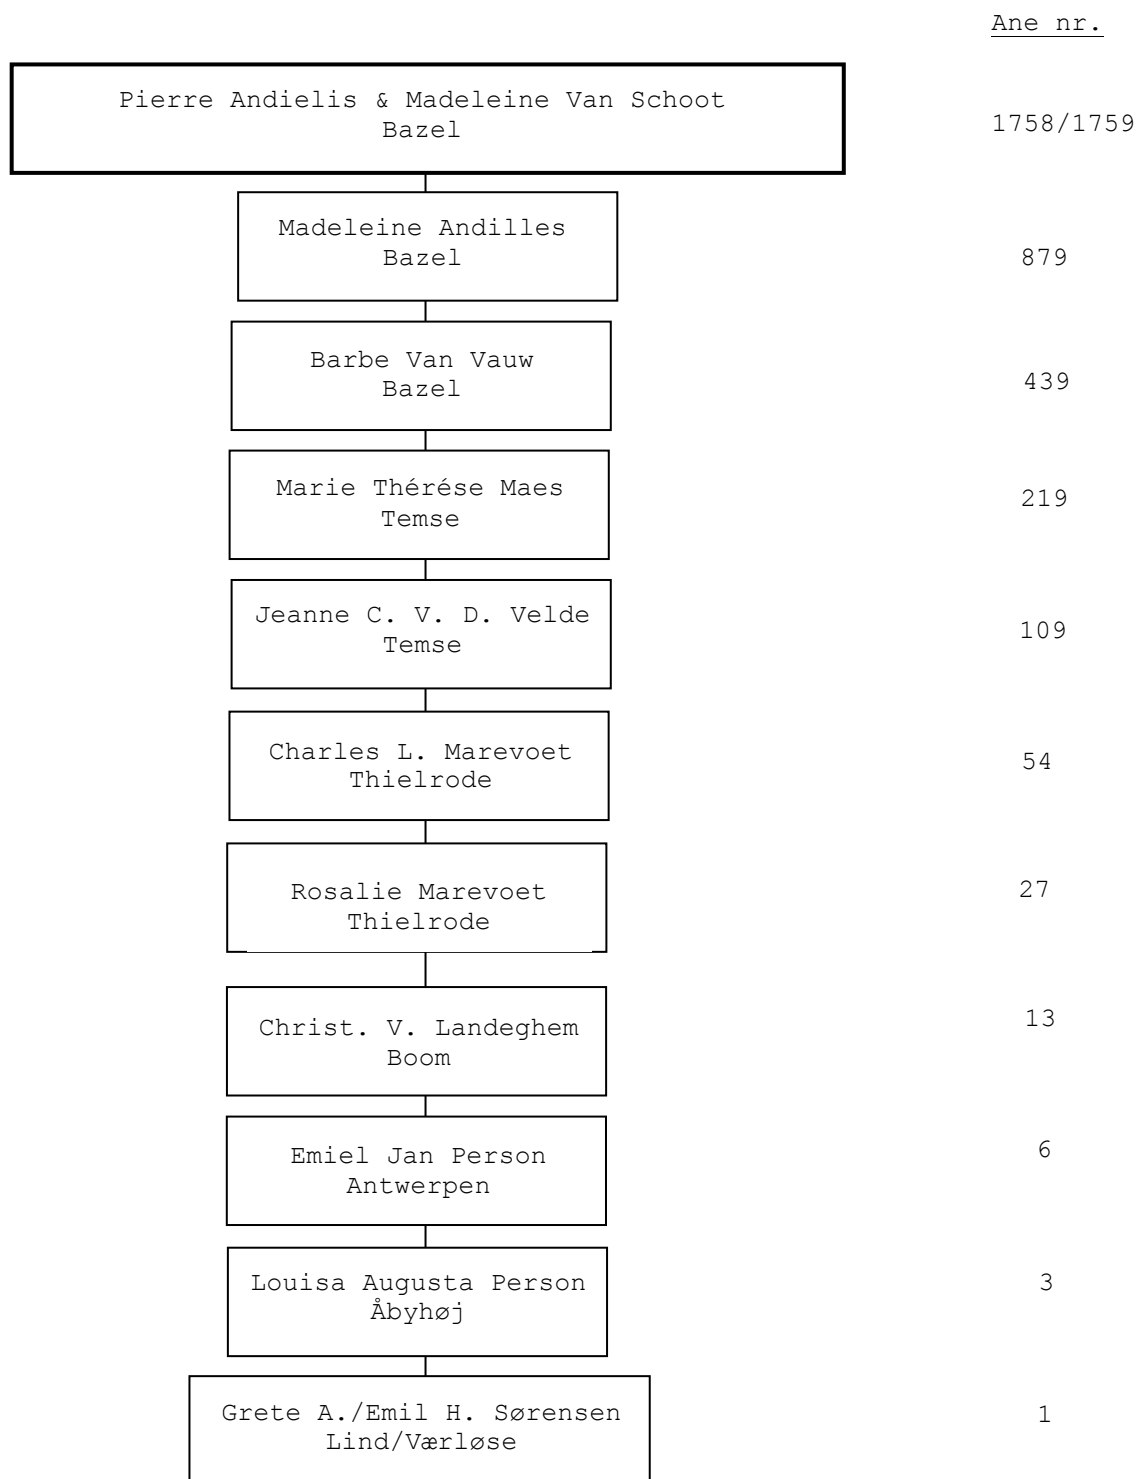 Ane nr.
Pierre Andielis & Madeleine Van Schoot
Bazel
1758/1759
Madeleine Andilles
Bazel
879
Barbe Van Vauw
Bazel
439
Marie Thérése Maes
Temse
219
Jeanne C. V. D. Velde
Temse
109
Charles L. Marevoet
Thielrode
54
Rosalie Marevoet
Thielrode
27
Christ. V. Landeghem
Boom
13
Emiel Jan Person
Antwerpen
6
Louisa Augusta Person
Åbyhøj
3
Grete A./Emil H. Sørensen
Lind/Værløse
1